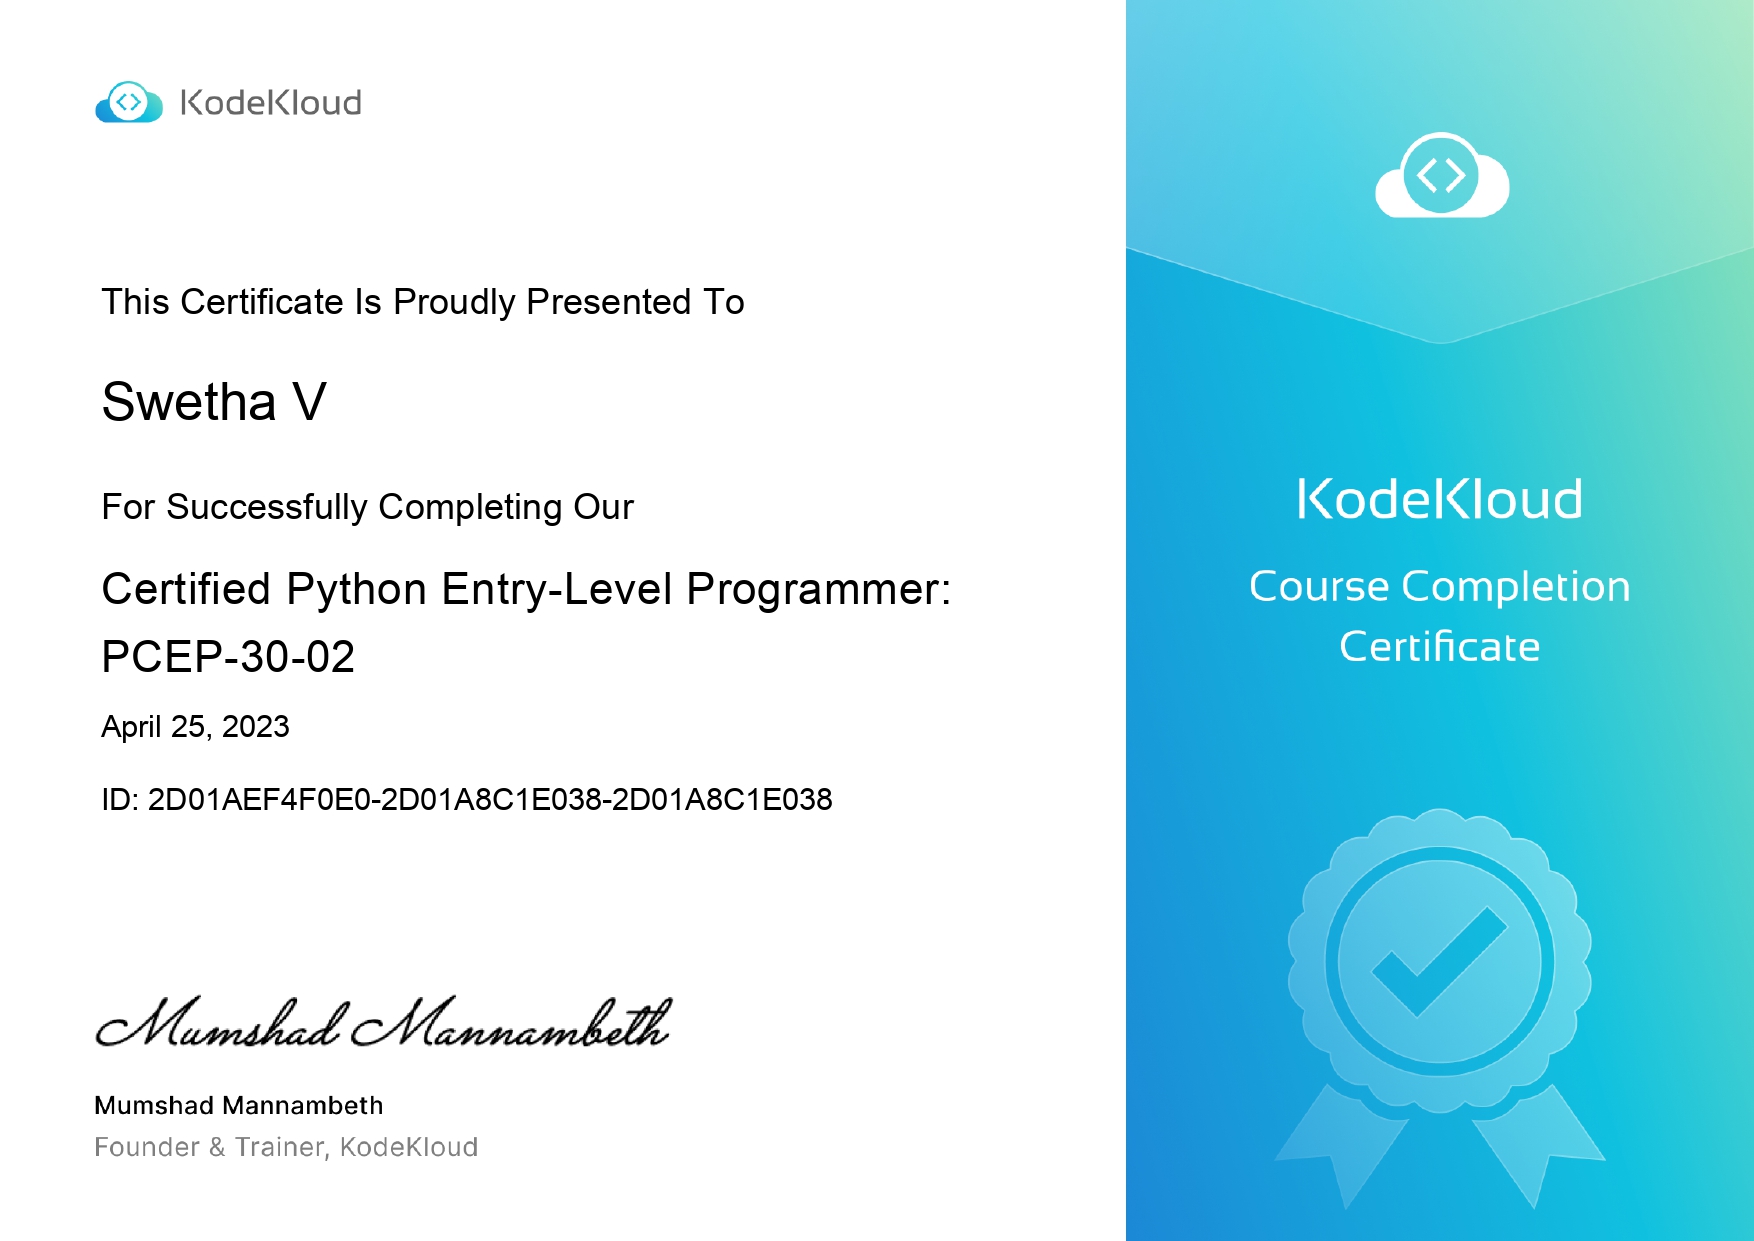 KodeKloud
This Certificate Is Proudly Presented To
Swetha V
For Successfully Completing Our
Certified Python Entry-Level Programmer:
PCEP-30-02
April 25, 2023
ID: 2D01AEF4F0E0-2D01A8C1E038-2D01A8C1E038
Mumshad Mannambeth
Mumshad Mannambeth
Founder & Trainer, KodeKloud
KodeKloud
Course Completion
Certificate